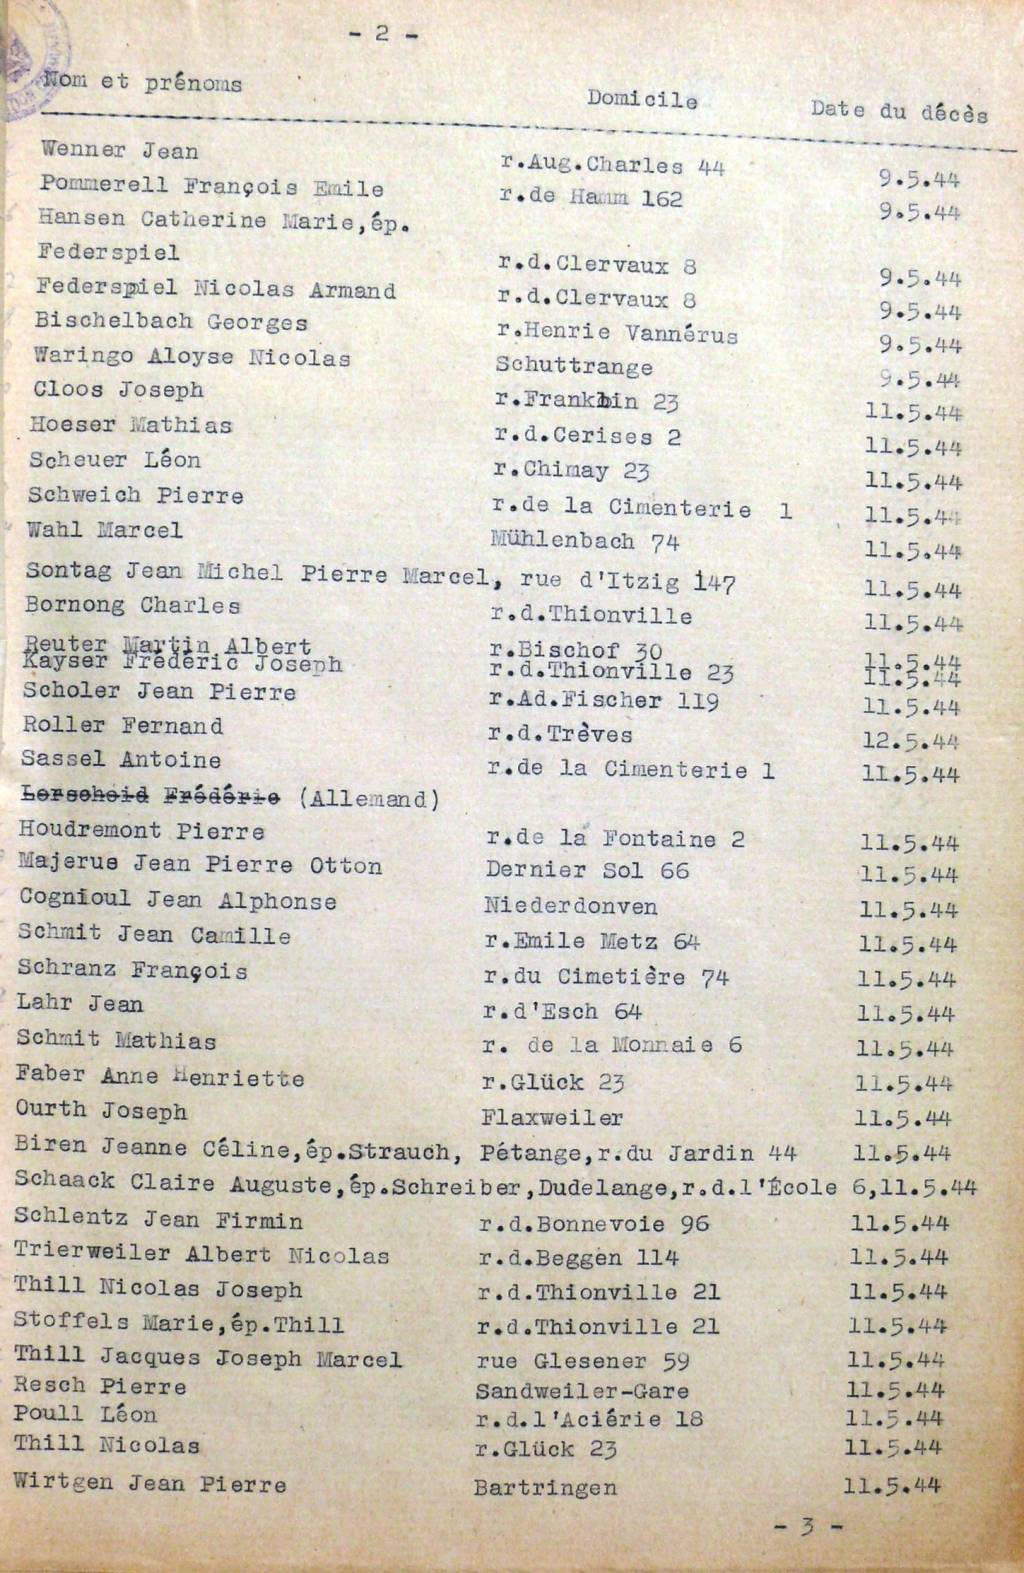 - 2 -
Nom et prénoms Domicile Date du décès
Wenner Jean r.Aug.Charles 44 9.5.44
Pommerell François Emile r.de Hamm 162 9.5.44
Hansen Catherine Marie,ép.
Federspiel r.d.Clervaux 8 9.5.44
Federspiel Nicolas Armand r.d.Clervaux 8 9.5.44
Bischelbach Georges r.Henrie Vannérus 9.5.44
Waringo Aloyse Nicolas Schuttrange 9.5.44
Cloos Joseph r.Franklin 23 11.5.44
Hoeser Mathias r.d.Cerises 2 11.5.44
Scheuer Léon r.Chimay 23 11.5.44
Schweich Pierre r.de la Cimenterie 1 11.5.44
Wahl Marcel Mühlenbach 74 11.5.44
Sontag Jean Michel Pierre Marcel, rue d'Itzig 147 11.5.44
Bornong Charles r.d.Thionville 11.5.44
Reuter Martin Albert r.Bischof 30 11.5.44
Kayser Fréderic Joseph r.d.Thionville 23 11.5.44
Scholer Jean Pierre r.Ad.Fischer 119 11.5.44
Roller Fernand r.d.Trèves 12.5.44
Sassel Antoine r.de la Cimenterie 1 11.5.44
Lerscheid Frédéric (Allemand)
Houdremont Pierre r.de la Fontaine 2 11.5.44
Majerus Jean Pierre Otton Dernier Sol 66 11.5.44
Cognioul Jean Alphonse Niederdonven 11.5.44
Schmit Jean Camille r.Emile Metz 64 11.5.44
Schranz François r.du Cimetière 74 11.5.44
Lahr Jean r.d'Esch 64 11.5.44
Schmit Mathias r. de la Monnaie 6 11.5.44
Faber Anne Henriette r.Glück 23 11.5.44
Ourth Joseph Flaxweiler 11.5.44
Biren Jeanne Céline,ép.Strauch, Pétange,r.du Jardin 44 11.5.44
Schaack Claire Auguste,ép.Schreiber,Dudelange,r.d.l'École 6,11.5.44
Schlentz Jean Firmin r.d.Bonnevoie 96 11.5.44
Trierweiler Albert Nicolas r.d.Beggen 114 11.5.44
Thill Nicolas Joseph r.d.Thionville 21 11.5.44
Stoffels Marie,ép.Thill r.d.Thionville 21 11.5.44
Thill Jacques Joseph Marcel rue Glesener 59 11.5.44
Resch Pierre Sandweiler-Gare 11.5.44
Poull Léon r.d.l'Aciérie 18 11.5.44
Thill Nicolas r.Glück 23 11.5.44
Wirtgen Jean Pierre Bartringen 11.5.44
- 3 -